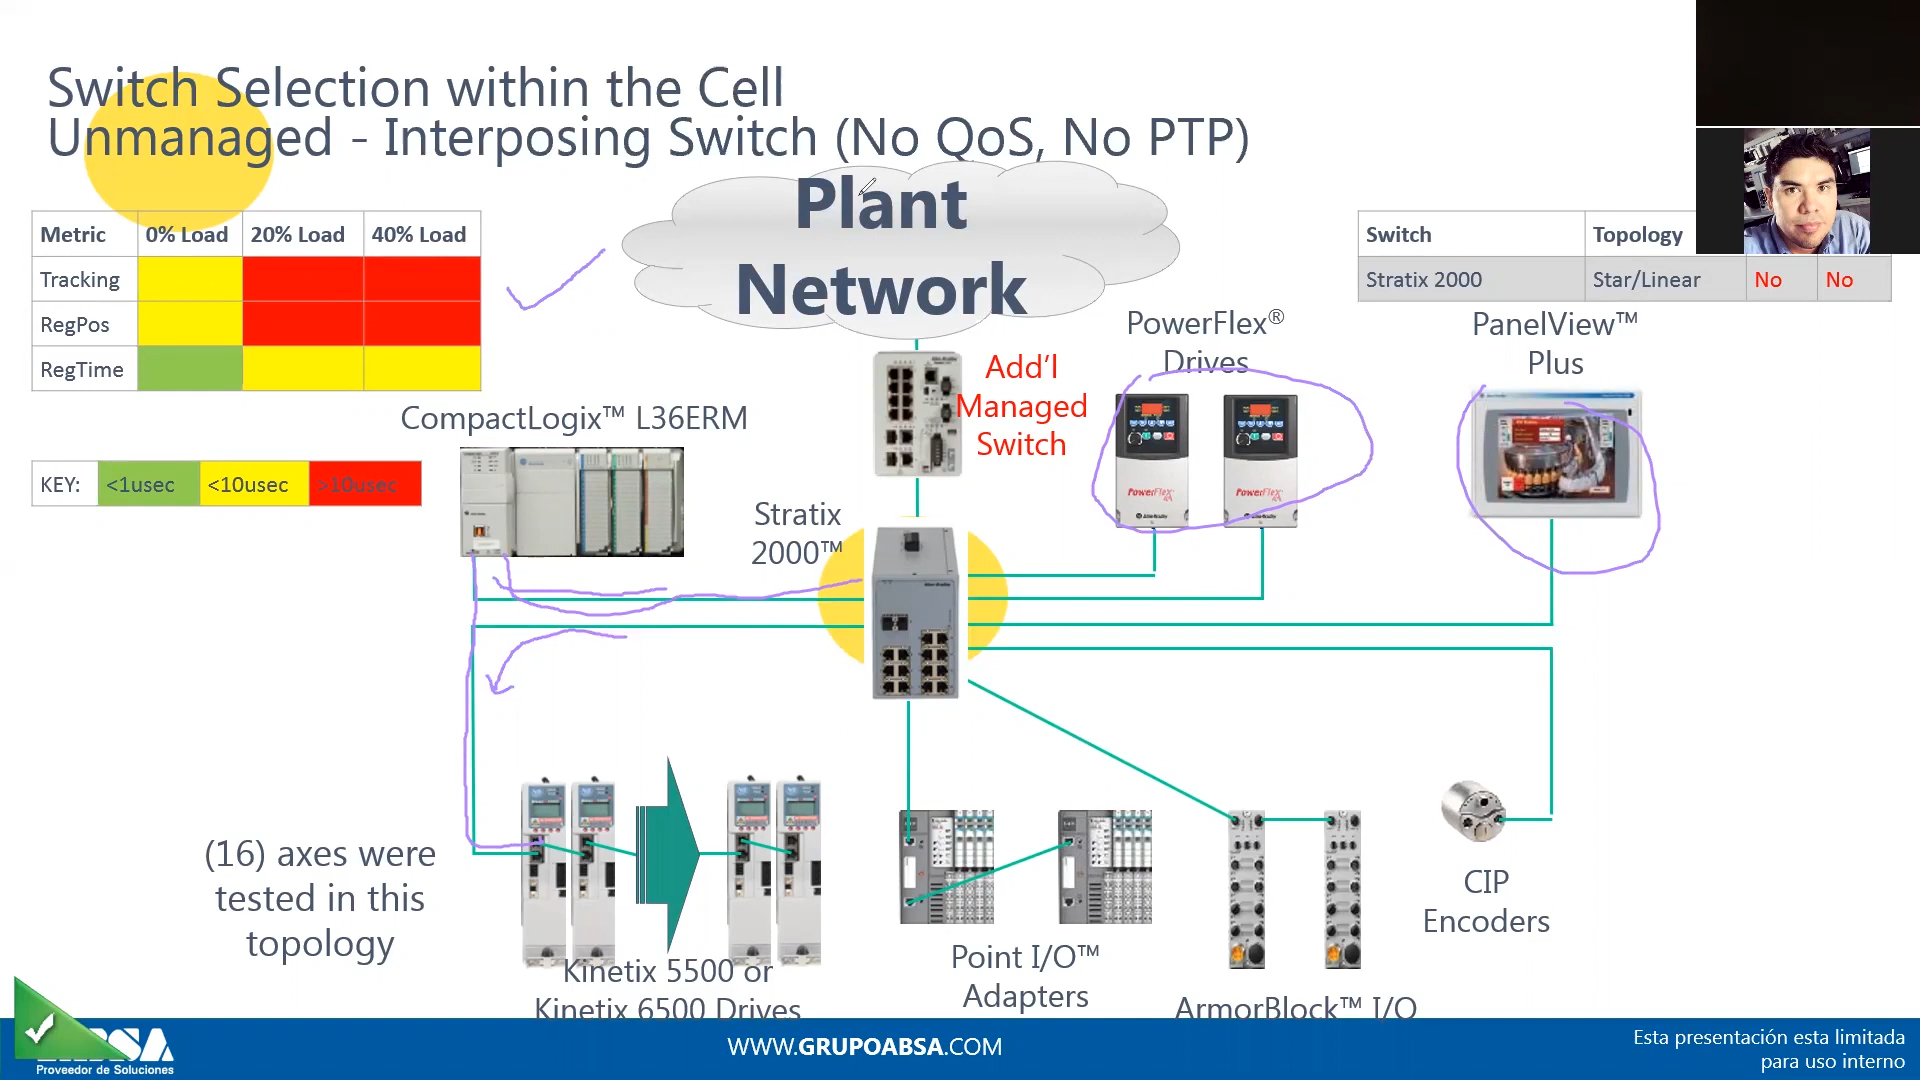 Switch Selection within the Cell
Unmanaged - Interposing Switch (No QoS, No PTP)
Plant
Network
Metric 0% Load 20% Load 40% Load
Tracking
RegPos
RegTime
KEY: <1usec <10usec >10usec
Switch Topology
Stratix 2000 Star/Linear No No
CompactLogix™ L36ERM
Add'l
Managed
Switch
PowerFlex®
Drives
PanelView™
Plus
Stratix
2000™
PowerFlex
PowerFlex
(16) axes were
tested in this
topology
Kinetix 5500 or
Kinetix 6500 Drives
Point I/O™
Adapters
ArmorBlock™ I/O
CIP
Encoders
Proveedor de Soluciones
WWW.GRUPOABSA.COM
Esta presentación esta limitada
para uso interno